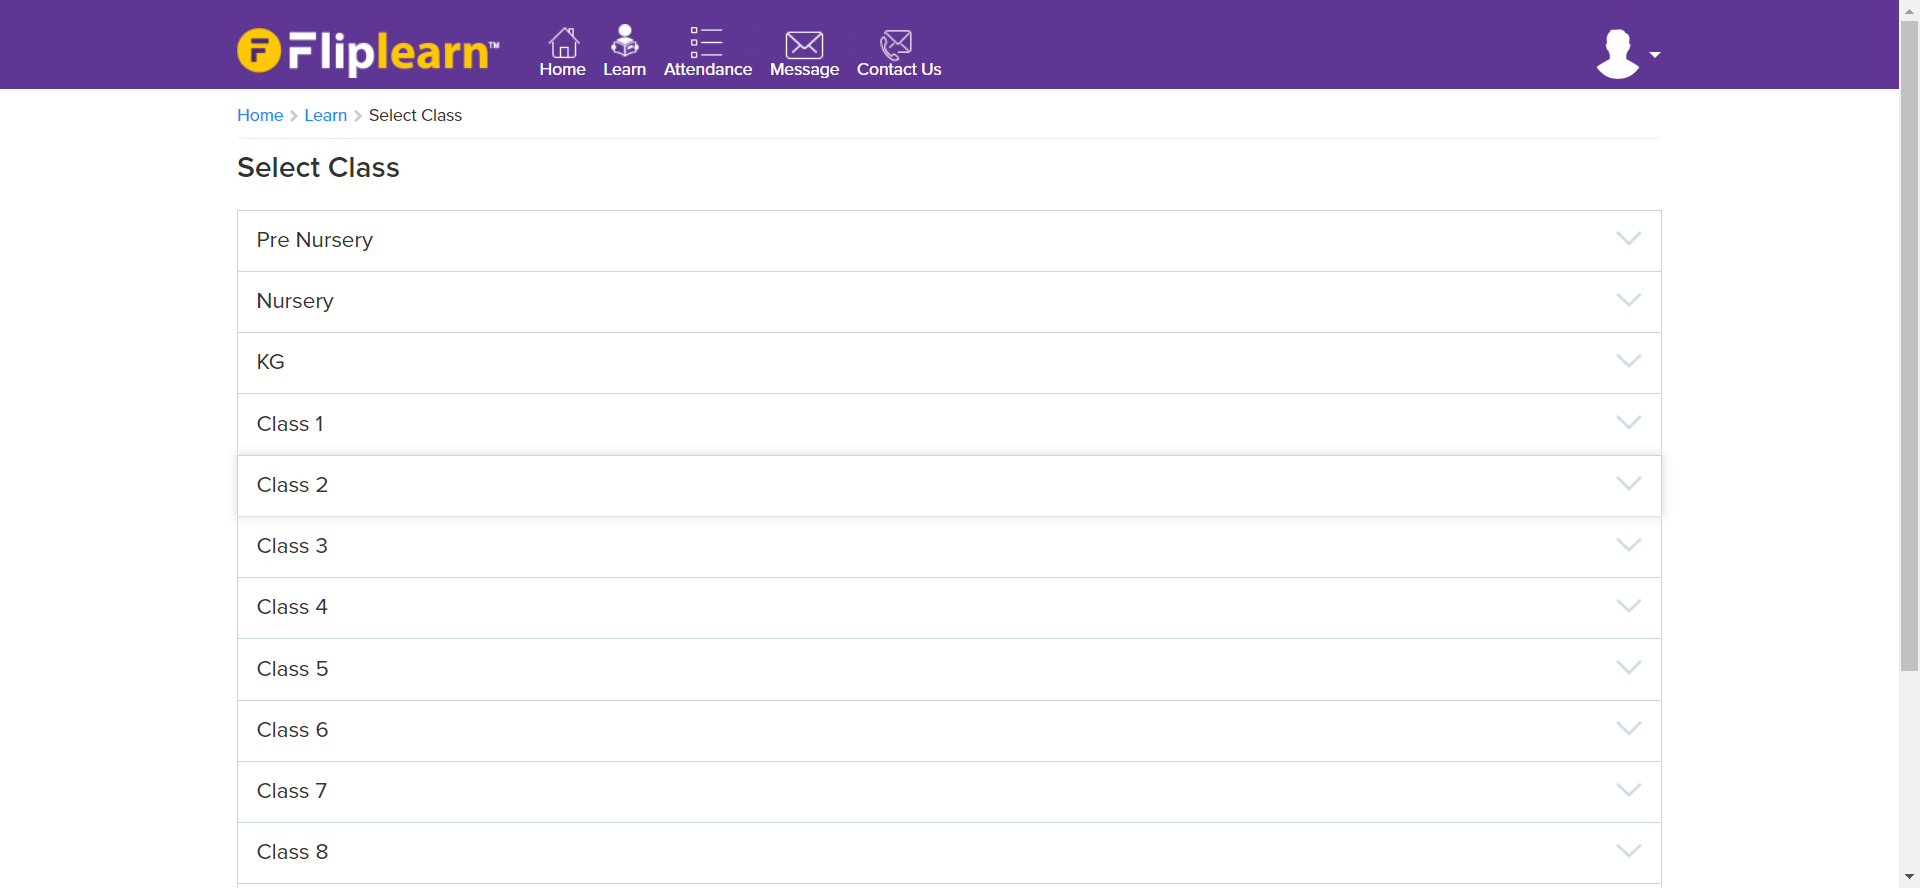 Fliplearn™
Home Learn Attendance Message Contact Us
Home Learn Select Class
Select Class
Pre Nursery
Nursery
KG
Class 1
Class 2
Class 3
Class 4
Class 5
Class 6
Class 7
Class 8